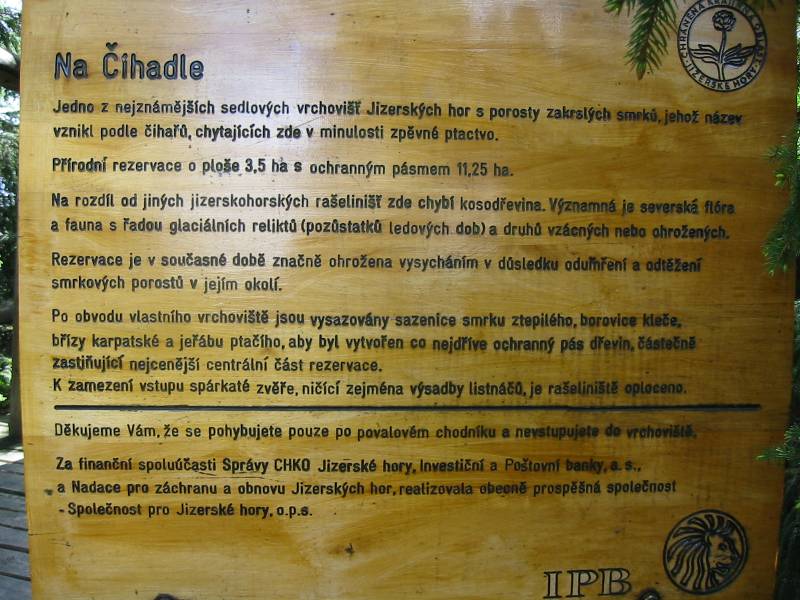 Na Číhadle
CHRÁNĚNÁ KRAJINNÁ OBLAST
JIZERSKÉ HORY
Jedno z nejznámějších sedlových vrchovišť Jizerských hor s porosty zakrslých smrků, jehož název
vznikl podle čihařů, chytajících zde v minulosti zpěvné ptactvo.
Přírodní rezervace o ploše 3,5 ha s ochranným pásmem 11,25 ha.
Na rozdíl od jiných jizerskohorských rašelinišť zde chybí kosodřevina. Významná je severská flóra
a fauna s řadou glaciálních reliktů (pozůstatků ledových dob) a druhů vzácných nebo ohrožených.
Rezervace je v současné době značně ohrožena vysycháním v důsledku odumření a odtěžení
smrkových porostů v jejím okolí.
Po obvodu vlastního vrchoviště jsou vysazovány sazenice smrku ztepilého, borovice kleče,
břízy karpatské a jeřábu ptačího, aby byl vytvořen co nejdříve ochranný pás dřevin, částečně
zastiňující nejcenější centrální část rezervace.
K zamezení vstupu spárkaté zvěře, ničící zejména výsadby listnáčů, je rašeliniště oploceno.
Děkujeme Vám, že se pohybujete pouze po povalovém chodníku a nevstupujete do vrchoviště.
Za finanční spoluúčasti Správy CHKO Jizerské hory, Investiční a Poštovní banky, a. s.,
a Nadace pro záchranu a obnovu Jizerských hor, realizovala obecně prospěšná společnost
- Společnost pro Jizerské hory, o.p.s.
IPB